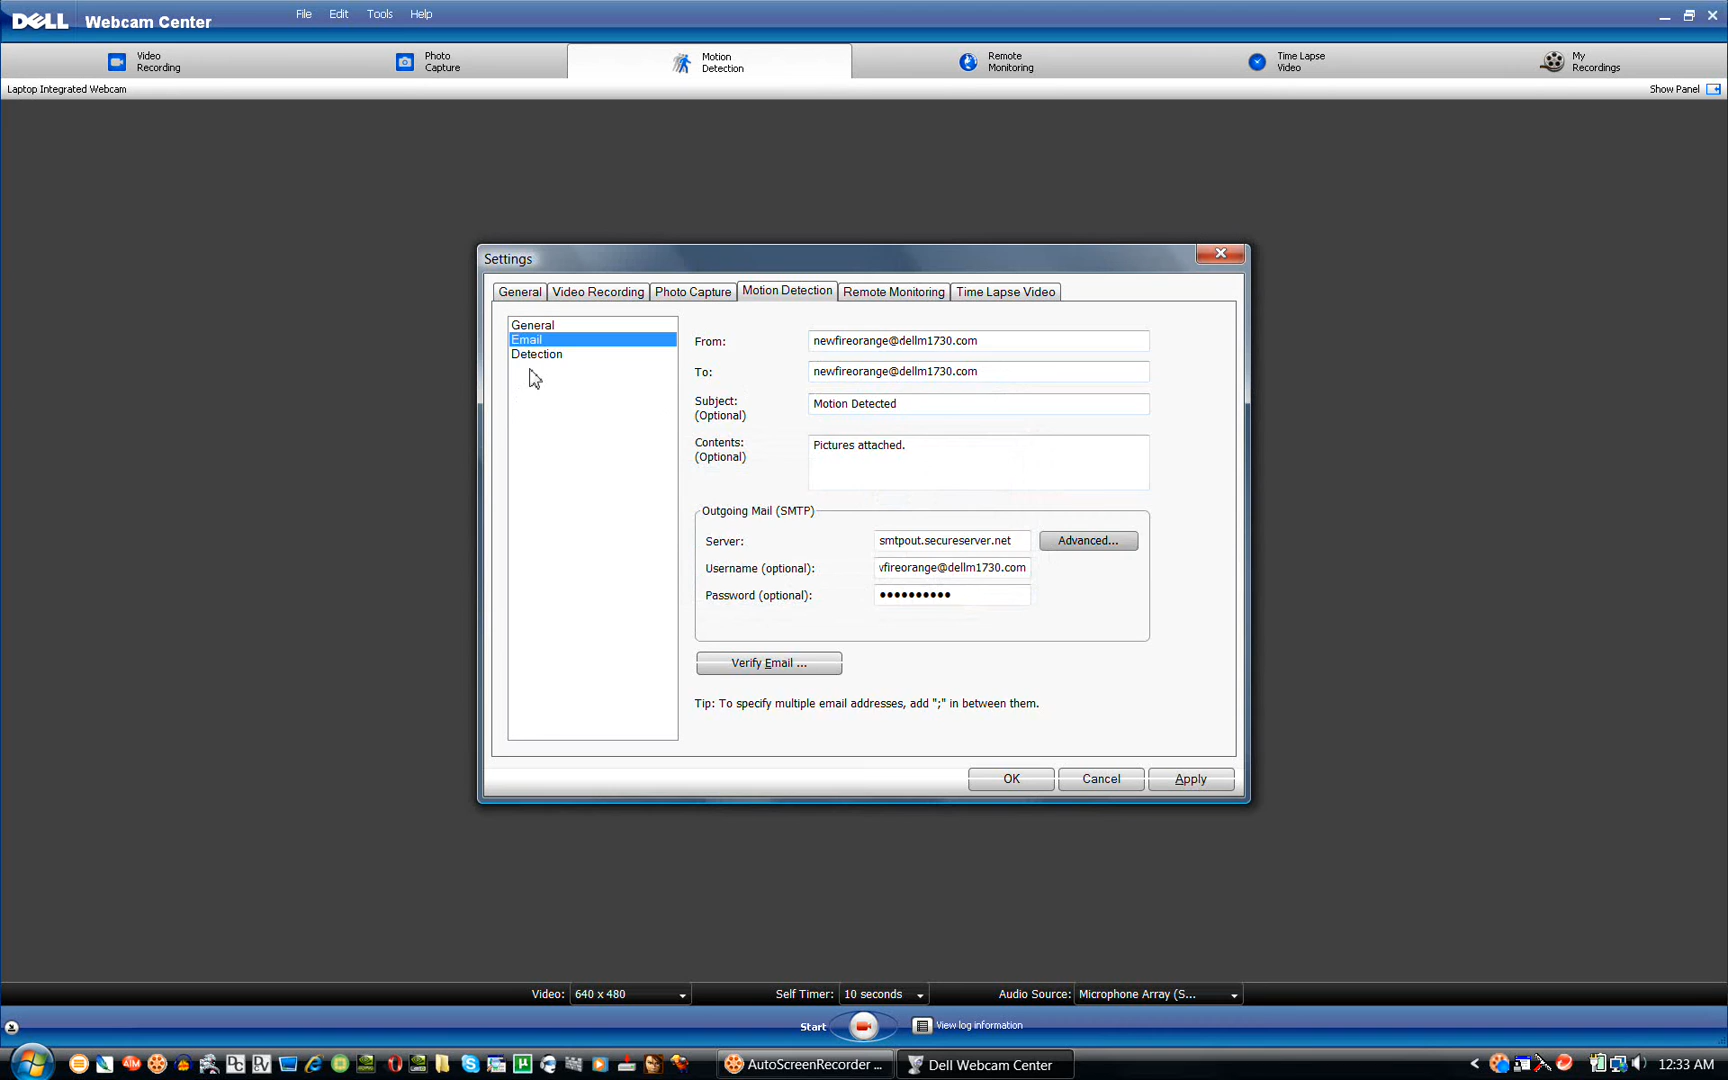 DELL Webcam Center File Edit Tools Help
Video Recording
Photo Capture
Motion Detection
Remote Monitoring
Time Lapse Video
My Recordings
Laptop Integrated Webcam Show Panel
Settings
General Video Recording Photo Capture Motion Detection Remote Monitoring Time Lapse Video
General
Email
Detection
From: newfireorange@dellm1730.com
To: newfireorange@dellm1730.com
Subject: (Optional) Motion Detected
Contents: (Optional) Pictures attached.
Outgoing Mail (SMTP)
Server: smtpout.secureserver.net Advanced...
Username (optional): vfireorange@dellm1730.com
Password (optional): ●●●●●●●●●●
Verify Email ...
Tip: To specify multiple email addresses, add ";" in between them.
OK Cancel Apply
Video: 640 x 480 Self Timer: 10 seconds Audio Source: Microphone Array (S...
Start View log information
AutoScreenRecorder ... Dell Webcam Center 12:33 AM